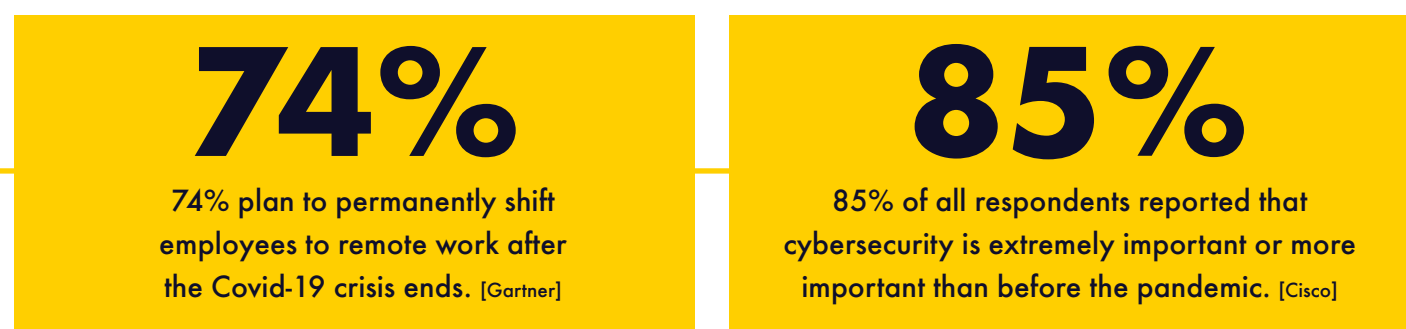 74%
74% plan to permanently shift
employees to remote work after
the Covid-19 crisis ends. [Gartner]
85%
85% of all respondents reported that
cybersecurity is extremely important or more
important than before the pandemic. [Cisco]